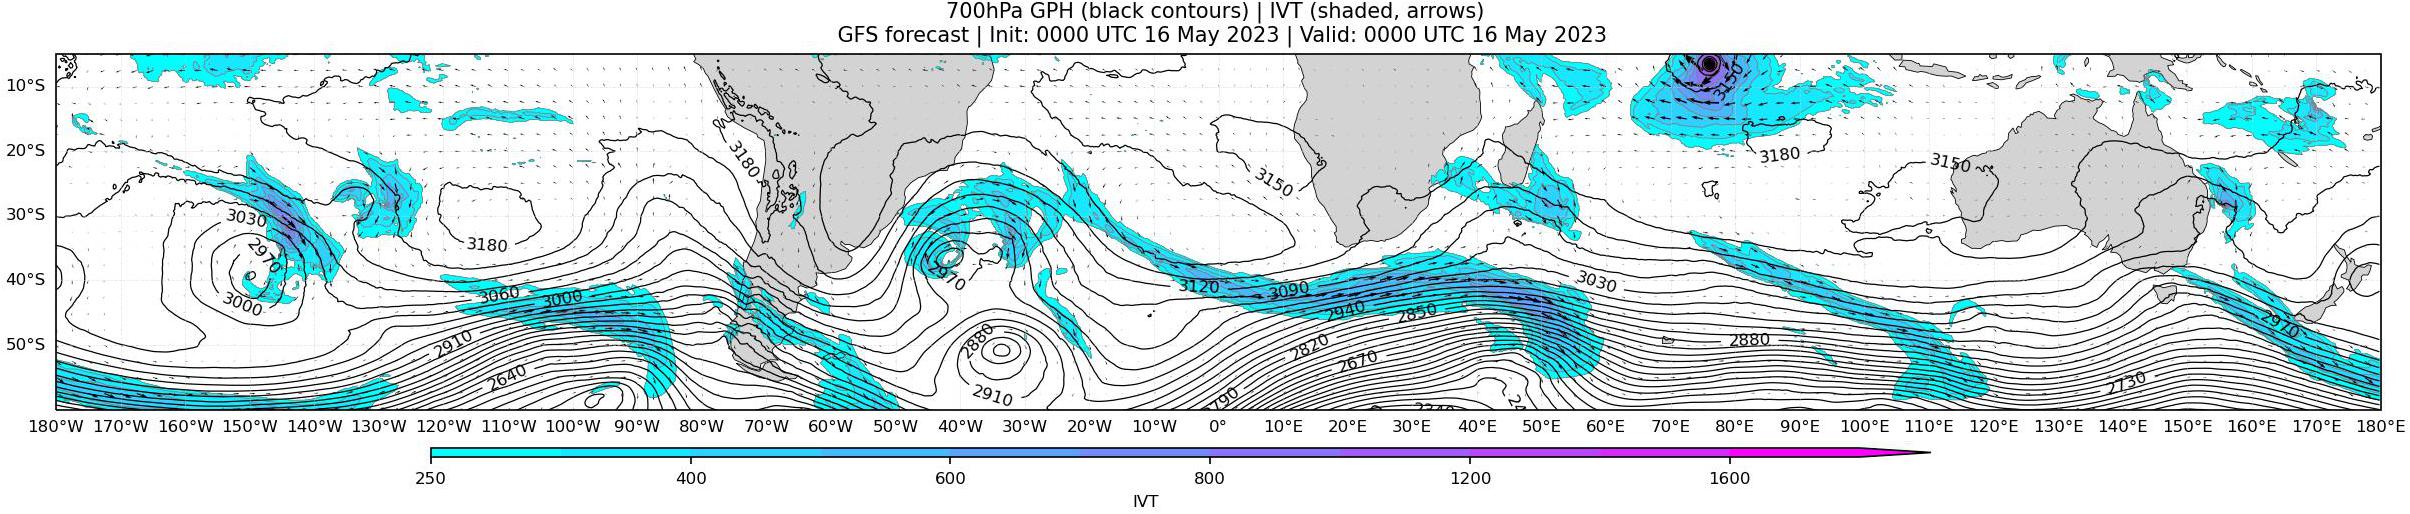 700hPa GPH (black contours) | IVT (shaded, arrows)
GFS forecast | Init: 0000 UTC 16 May 2023 | Valid: 0000 UTC 16 May 2023
10°S
20°S
30°S
40°S
50°S
3180
3180
3150
3180
3150
3030
3180
2970
3000
3060
3000
2970
3120
3090
3030
2910
2640
2880
2910
2940
2850
2820
2670
2790
2880
2970
2730
180°W 170°W 160°W 150°W 140°W 130°W 120°W 110°W 100°W 90°W 80°W 70°W 60°W 50°W 40°W 30°W 20°W 10°W 0° 10°E 20°E 30°E 40°E 50°E 60°E 70°E 80°E 90°E 100°E 110°E 120°E 130°E 140°E 150°E 160°E 170°E 180°E
250 400 600 800 1200 1600
IVT